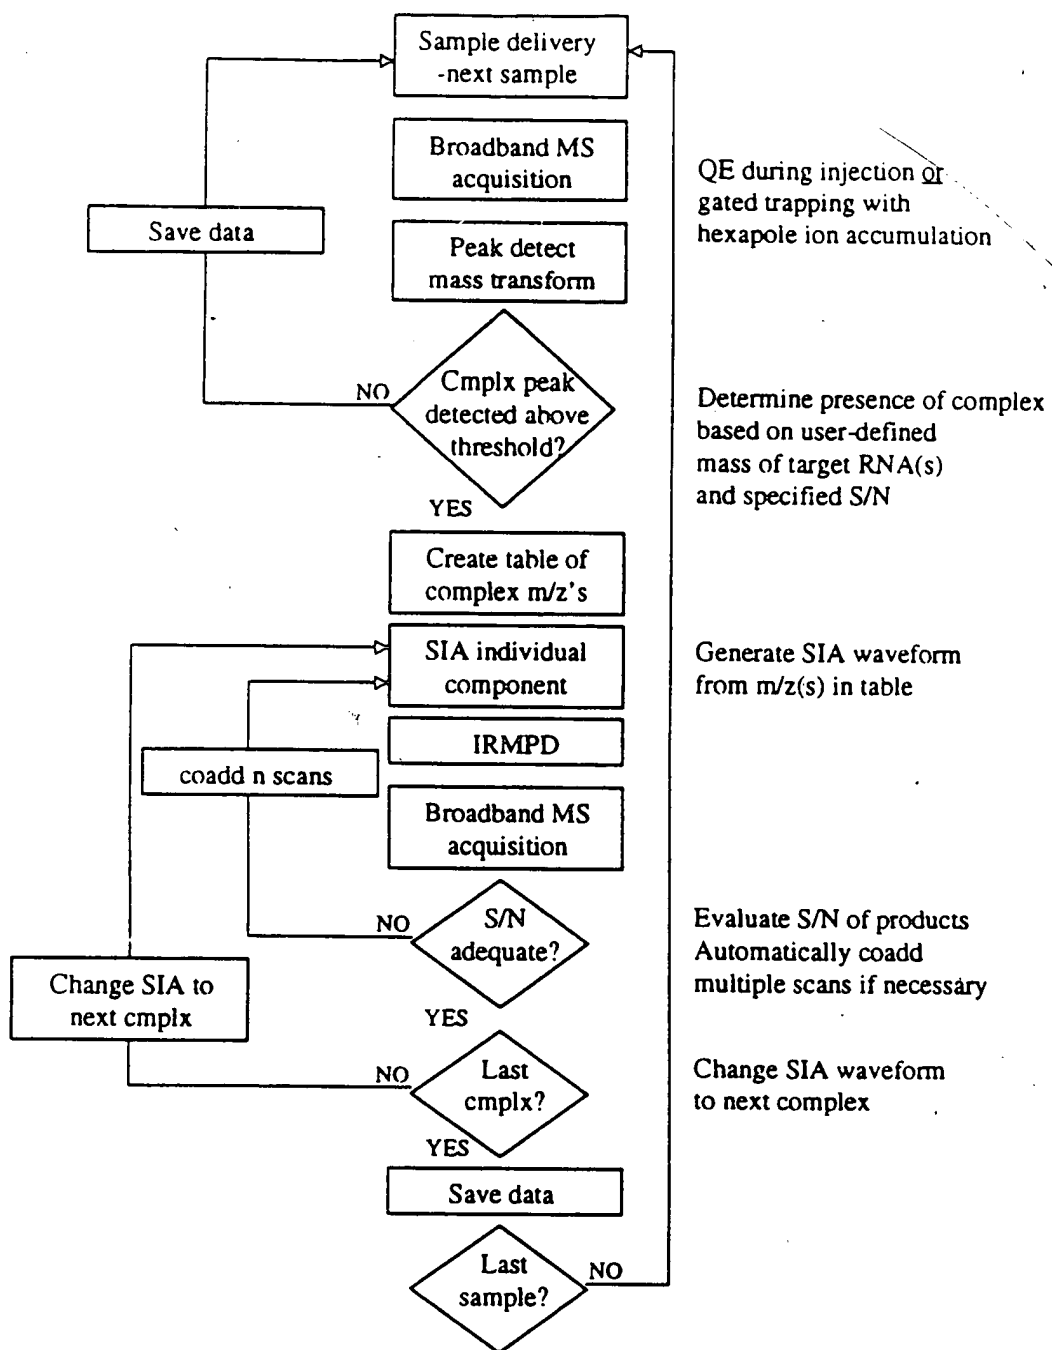 Sample delivery
-next sample
Broadband MS
acquisition
QE during injection or
gated trapping with
hexapole ion accumulation
Save data
Peak detect
mass transform
NO
Cmplx peak
detected above
threshold?
Determine presence of complex
based on user-defined
mass of target RNA(s)
and specified S/N
YES
Create table of
complex m/z's
SIA individual
component
Generate SIA waveform
from m/z(s) in table
IRMPD
coadd n scans
Broadband MS
acquisition
NO
S/N
adequate?
Evaluate S/N of products
Automatically coadd
multiple scans if necessary
Change SIA to
next cmplx
YES
NO
Last
cmplx?
Change SIA waveform
to next complex
YES
Save data
Last
sample?
NO